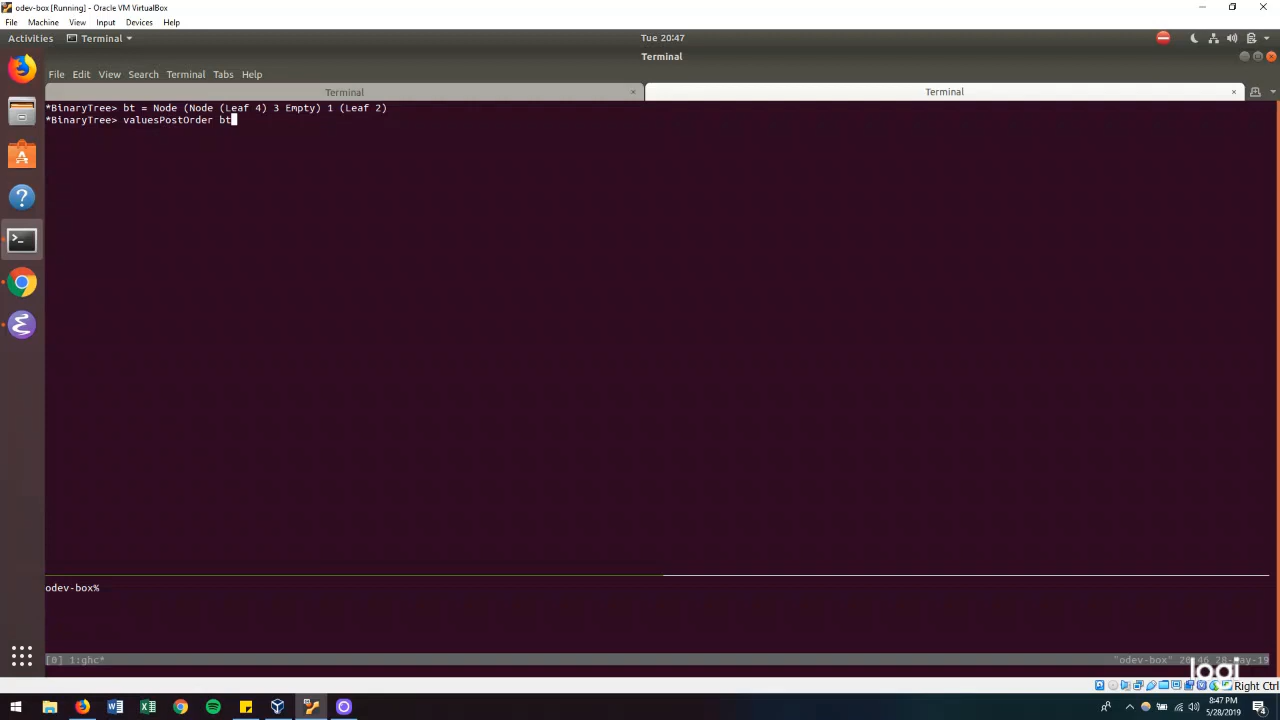 odev-box [Running] - Oracle VM VirtualBox
File Machine View Input Devices Help
Activities Terminal Tue 20:47
Terminal
File Edit View Search Terminal Tabs Help
Terminal Terminal
*BinaryTree> bt = Node (Node (Leaf 4) 3 Empty) 1 (Leaf 2)
*BinaryTree> valuesPostOrder bt
odev-box%
[0] 1:ghc* "odev-box"
logi
Right Ctrl
8:47 PM
5/28/2019